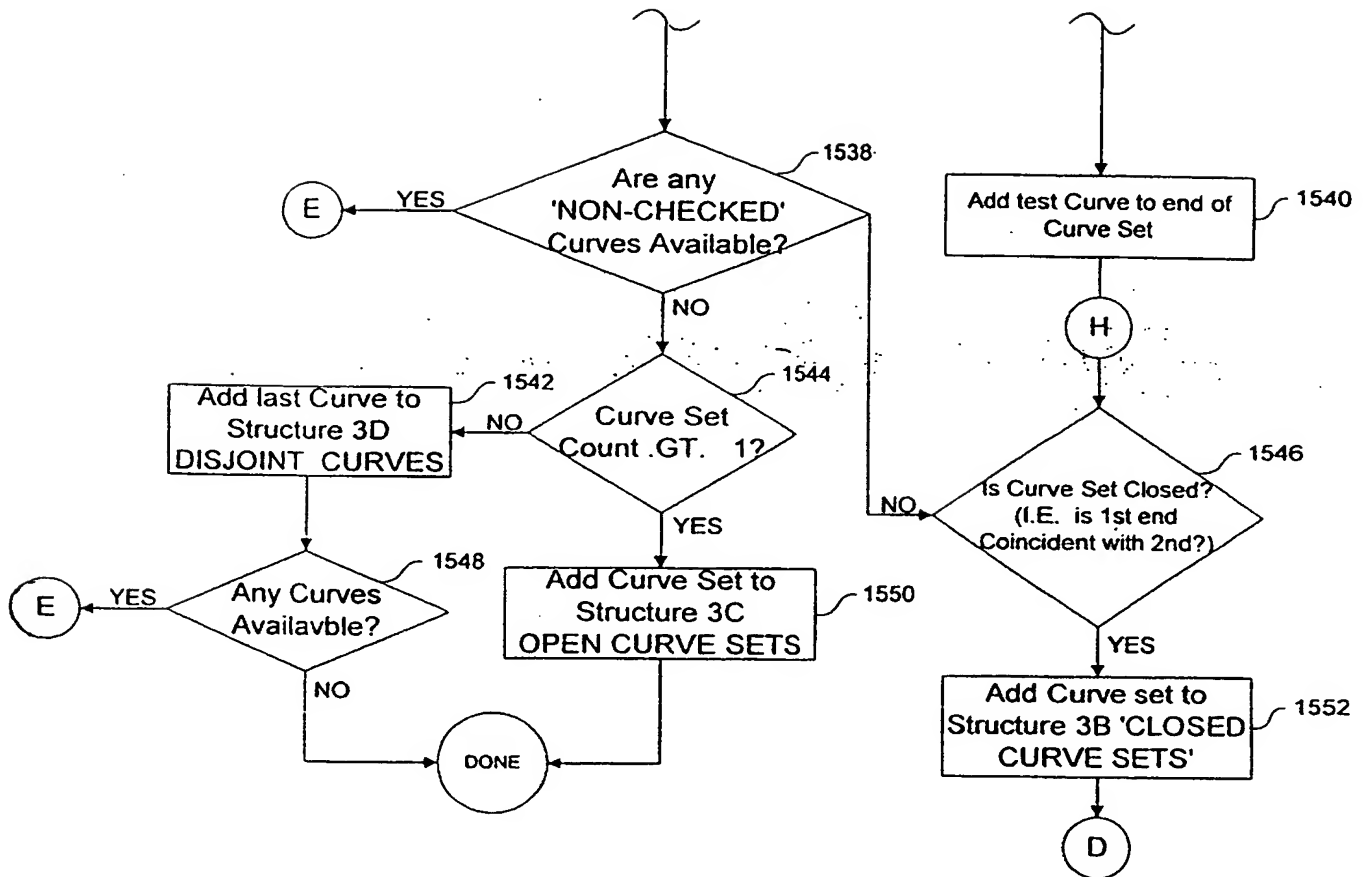 1538
Are any
'NON-CHECKED'
Curves Available?
YES
E
NO
1540
Add test Curve to end of
Curve Set
H
1542
Add last Curve to
Structure 3D
DISJOINT CURVES
NO
1544
Curve Set
Count .GT. 1?
YES
1546
Is Curve Set Closed?
(I.E. is 1st end
Coincident with 2nd?)
NO
YES
1548
Any Curves
Availavble?
YES
E
NO
1550
Add Curve Set to
Structure 3C
OPEN CURVE SETS
DONE
1552
Add Curve set to
Structure 3B 'CLOSED
CURVE SETS'
D